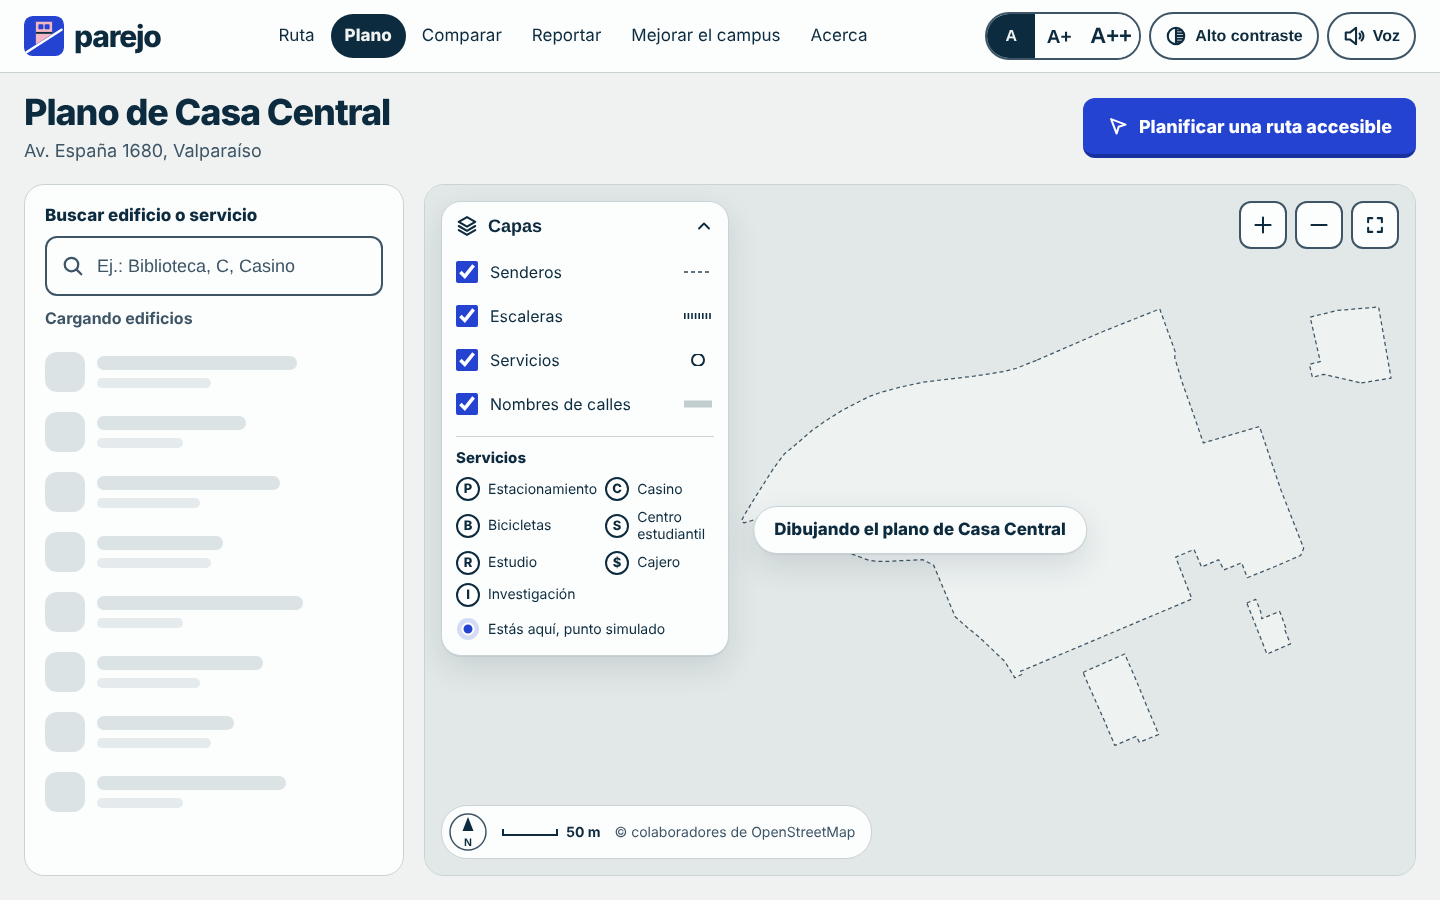 parejo
Ruta
Plano
Comparar
Reportar
Mejorar el campus
Acerca
A
A+
A++
Alto contraste
Voz
Plano de Casa Central
Av. España 1680, Valparaíso
Planificar una ruta accesible
Buscar edificio o servicio
Ej.: Biblioteca, C, Casino
Cargando edificios
Capas
Senderos
Escaleras
Servicios
Nombres de calles
Servicios
P Estacionamiento
C Casino
B Bicicletas
S Centro
estudiantil
R Estudio
$ Cajero
I Investigación
Estás aquí, punto simulado
Dibujando el plano de Casa Central
N
50 m
© colaboradores de OpenStreetMap